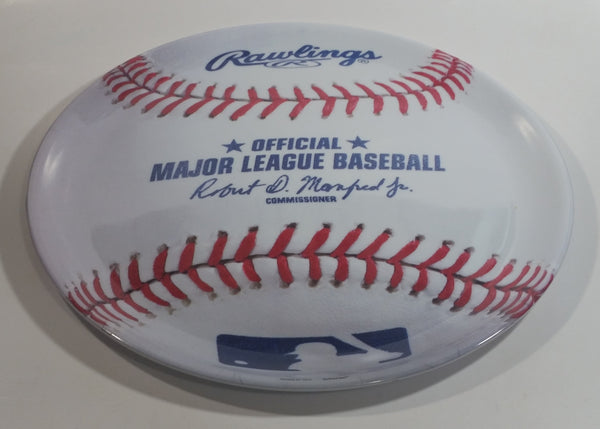 Rawlings
R ®
OFFICIAL
MAJOR LEAGUE BASEBALL
Robert D. Manfred Jr.
COMMISSIONER